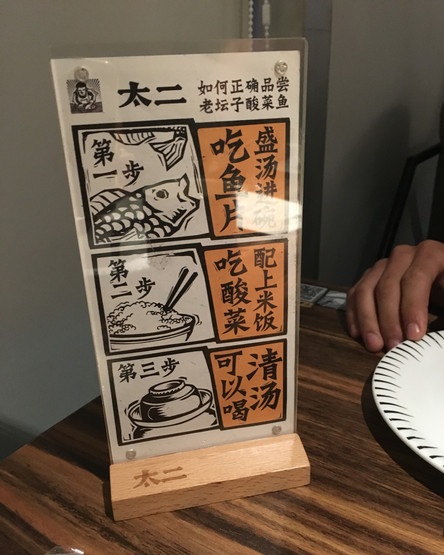 太二
如何正确品尝
老坛子酸菜鱼
第一步
盛汤进碗
吃鱼片
第二步
配上米饭
吃酸菜
第三步
清汤
可以喝
太二